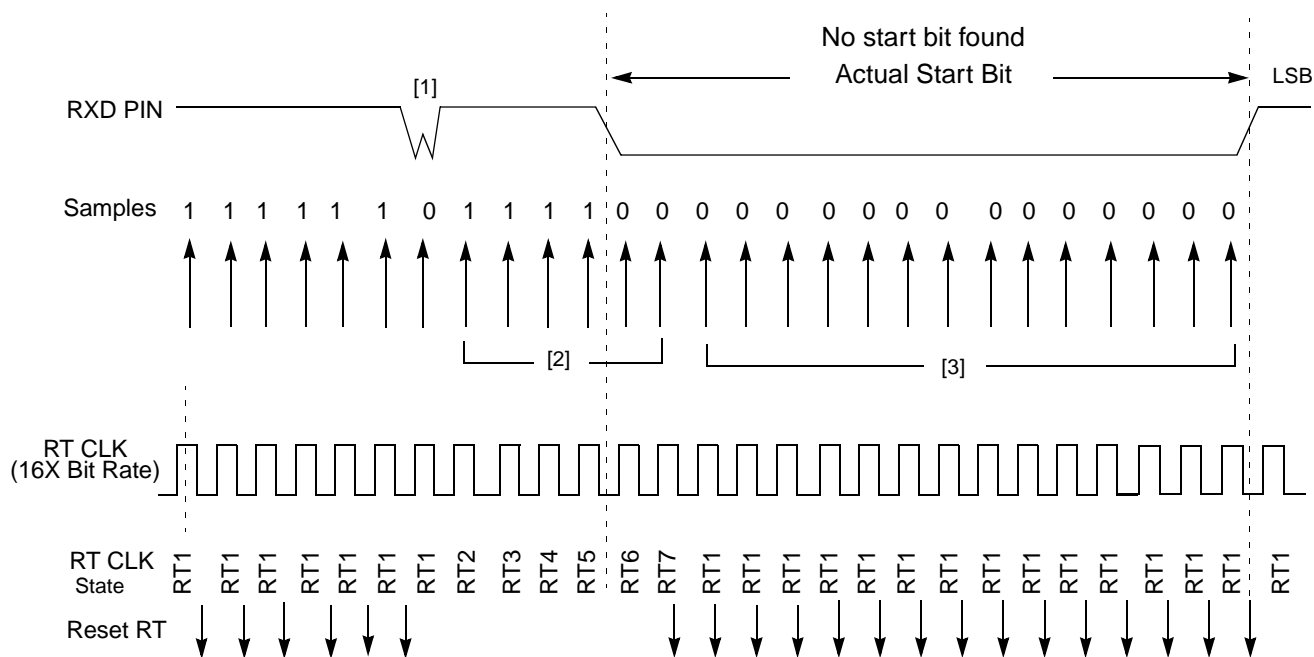 No start bit found
Actual Start Bit
LSB
[1]
RXD PIN
Samples 1 1 1 1 1 1 0 1 1 1 1 0 0 0 0 0 0 0 0 0 0 0 0 0 0 0 0
[2]
[3]
RT CLK
(16X Bit Rate)
RT CLK
State
RT1 RT1 RT1 RT1 RT1 RT1 RT1 RT2 RT3 RT4 RT5 RT6 RT7 RT1 RT1 RT1 RT1 RT1 RT1 RT1 RT1 RT1 RT1 RT1 RT1 RT1 RT1 RT1
Reset RT